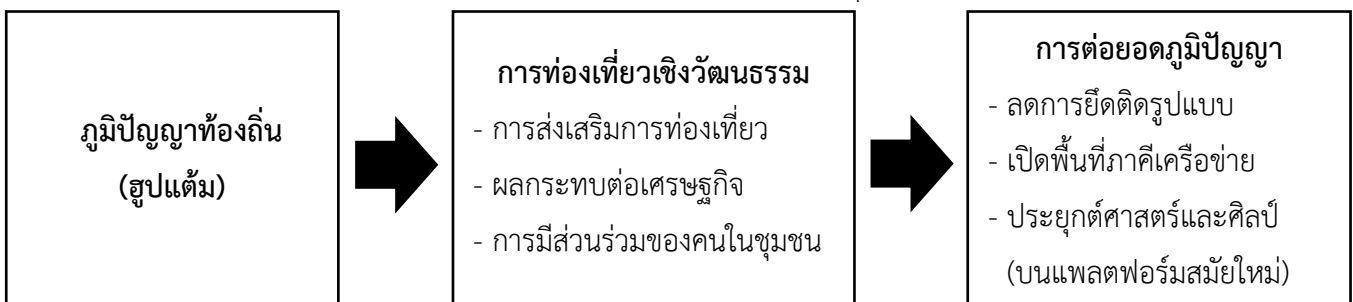 ภูมิปัญญาท้องถิ่น
(ฮูปแต้ม)
การท่องเที่ยวเชิงวัฒนธรรม
- การส่งเสริมการท่องเที่ยว
- ผลกระทบต่อเศรษฐกิจ
- การมีส่วนร่วมของคนในชุมชน
การต่อยอดภูมิปัญญา
- ลดการยึดติดรูปแบบ
- เปิดพื้นที่ภาคีเครือข่าย
- ประยุกต์ศาสตร์และศิลป์
(บนแพลตฟอร์มสมัยใหม่)